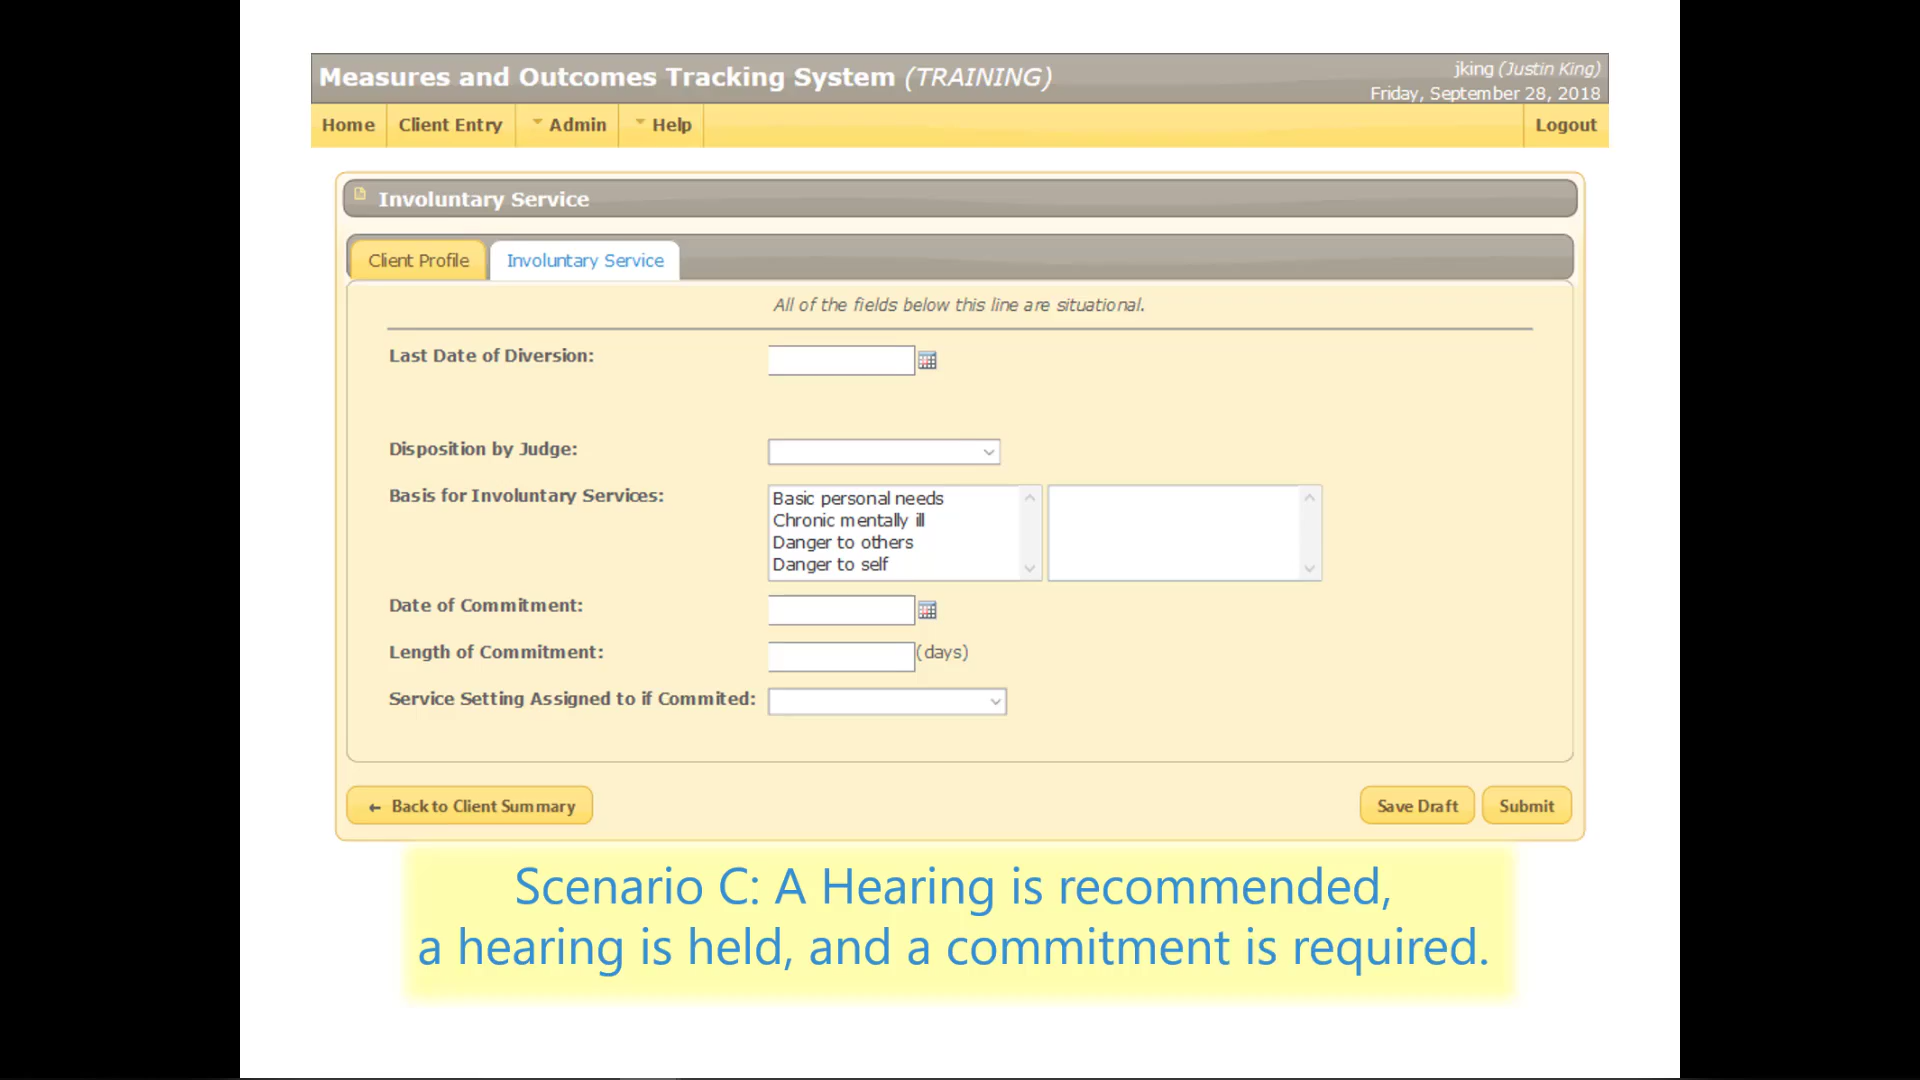 Measures and Outcomes Tracking System (TRAINING)
jking (Justin King)
Friday, September 28, 2018
Home Client Entry Admin Help Logout
Involuntary Service
Client Profile Involuntary Service
All of the fields below this line are situational.
Last Date of Diversion:
Disposition by Judge:
Basis for Involuntary Services:
Basic personal needs
Chronic mentally ill
Danger to others
Danger to self
Date of Commitment:
Length of Commitment: (days)
Service Setting Assigned to if Commited:
← Back to Client Summary Save Draft Submit
Scenario C: A Hearing is recommended,
a hearing is held, and a commitment is required.